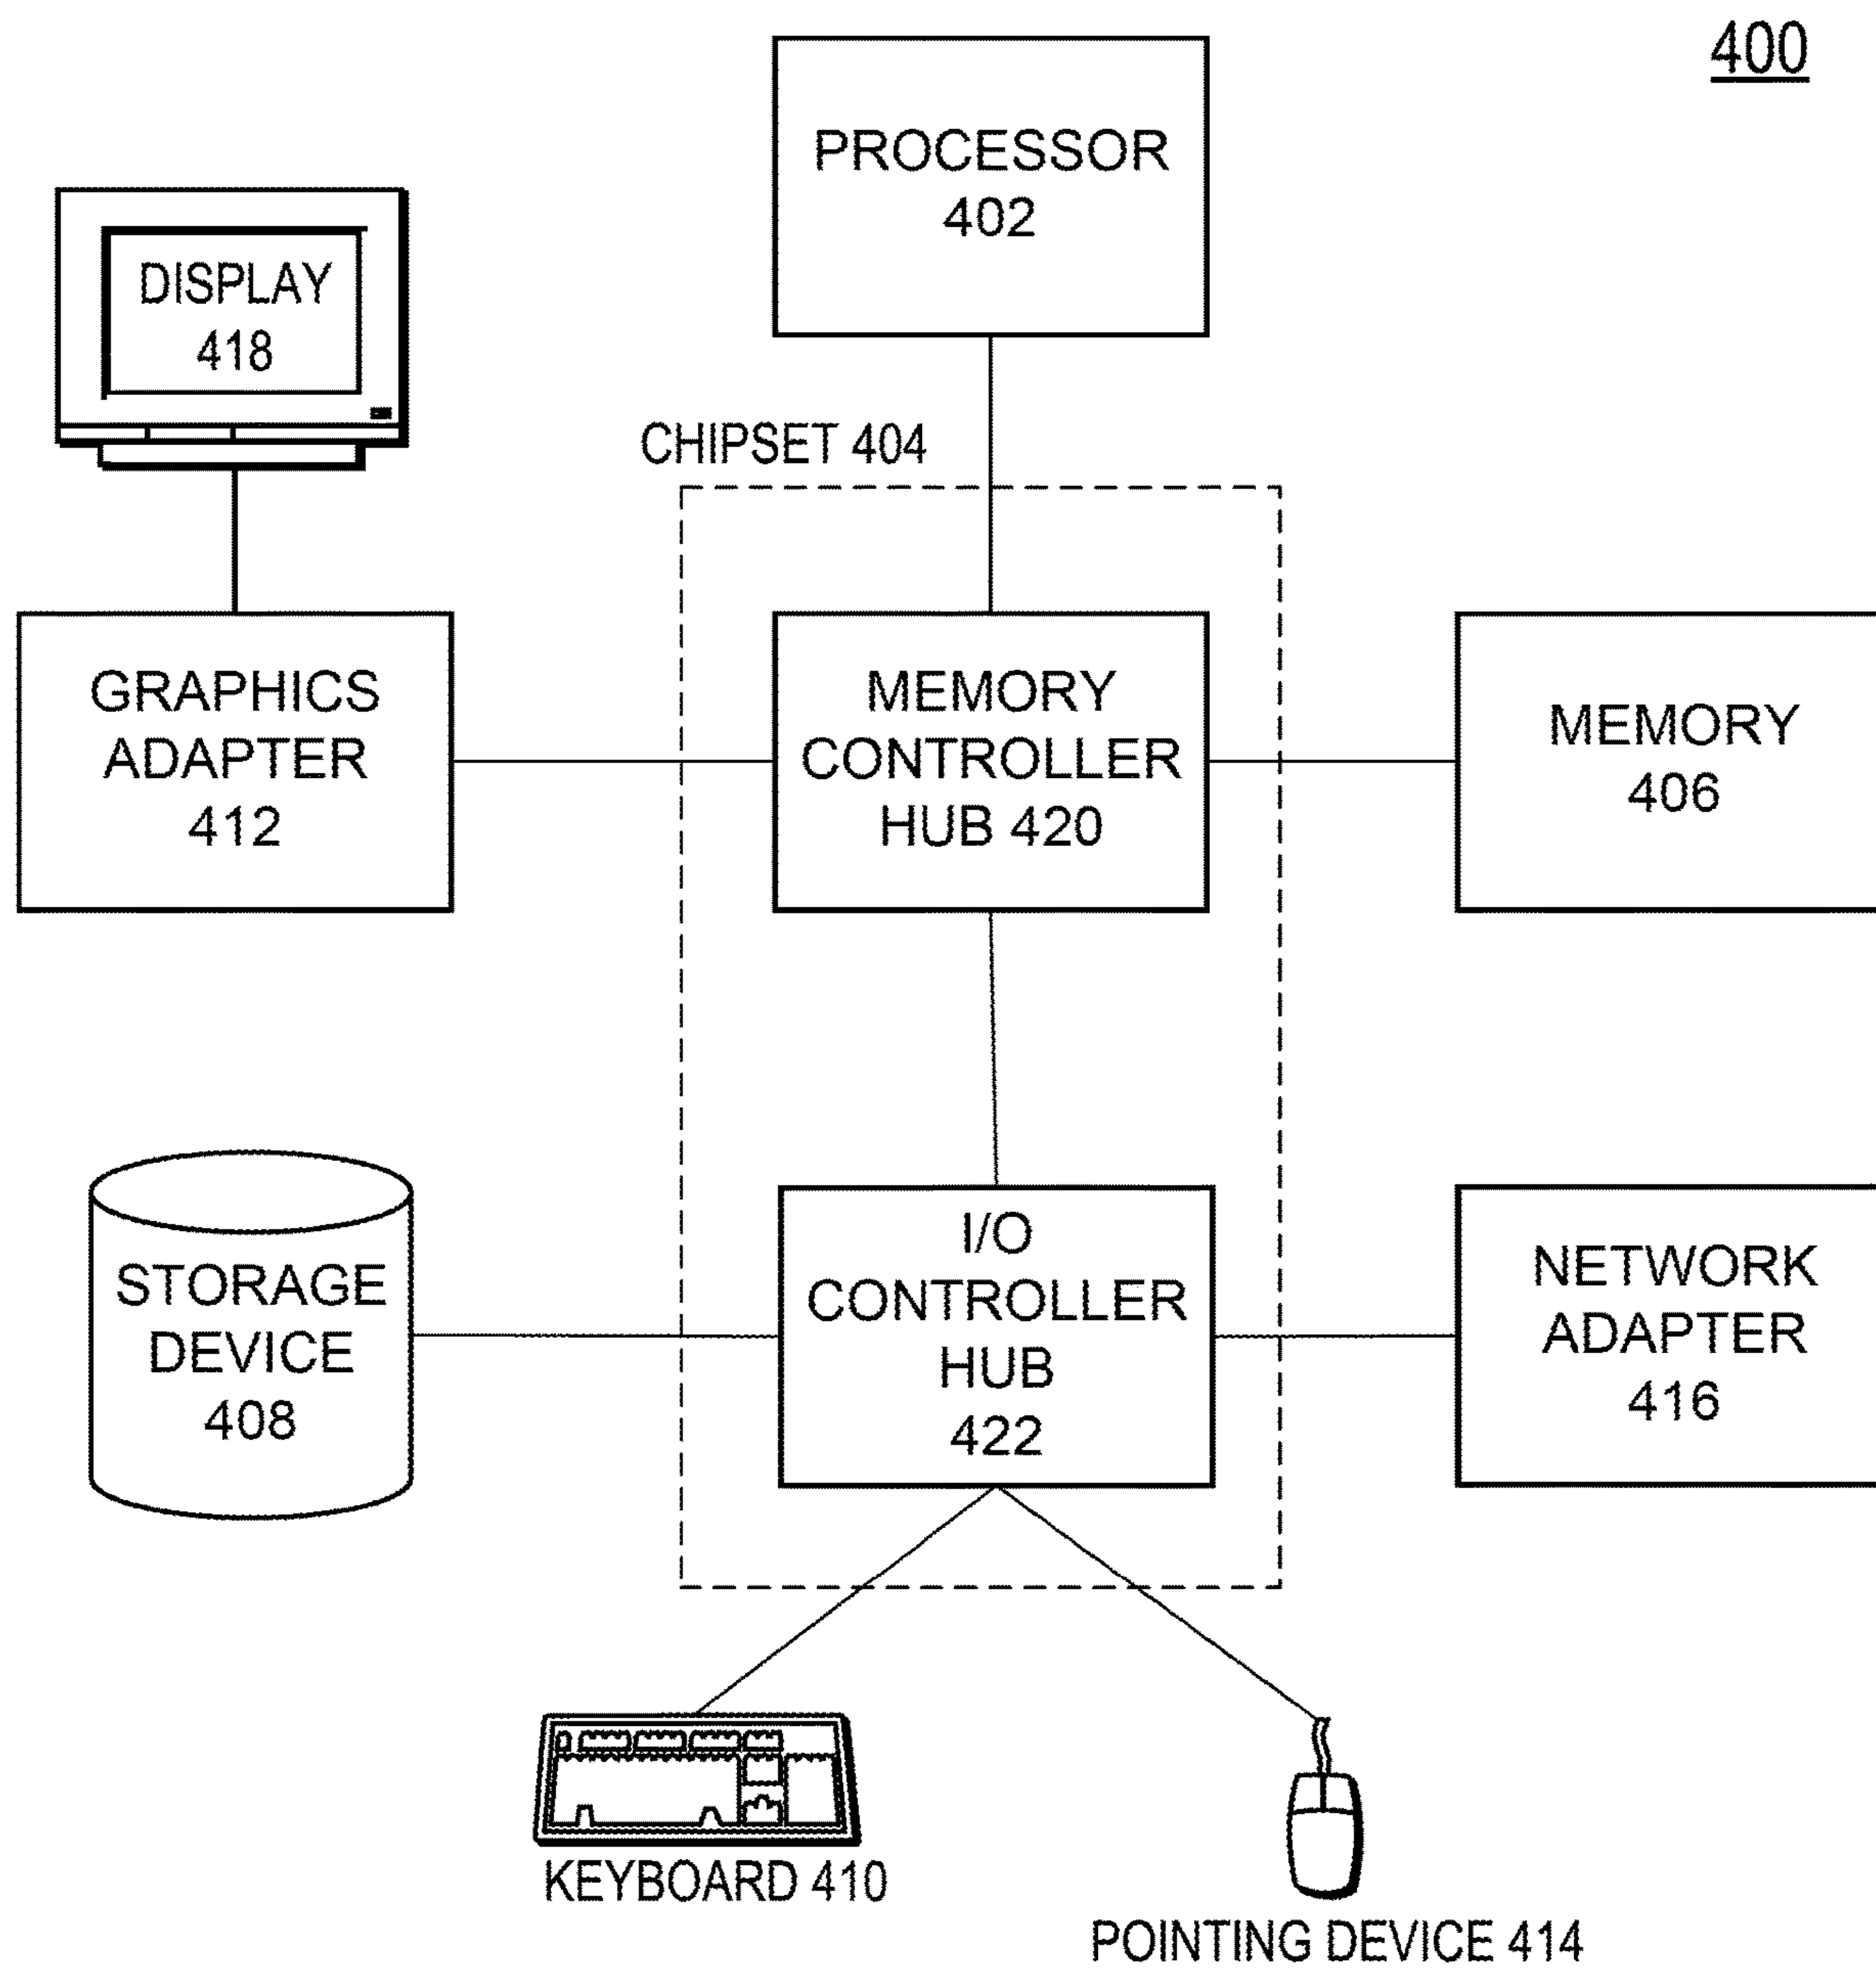 400
PROCESSOR
402
DISPLAY
418
CHIPSET 404
GRAPHICS
ADAPTER
412
MEMORY
CONTROLLER
HUB 420
MEMORY
406
STORAGE
DEVICE
408
I/O
CONTROLLER
HUB
422
NETWORK
ADAPTER
416
KEYBOARD 410
POINTING DEVICE 414